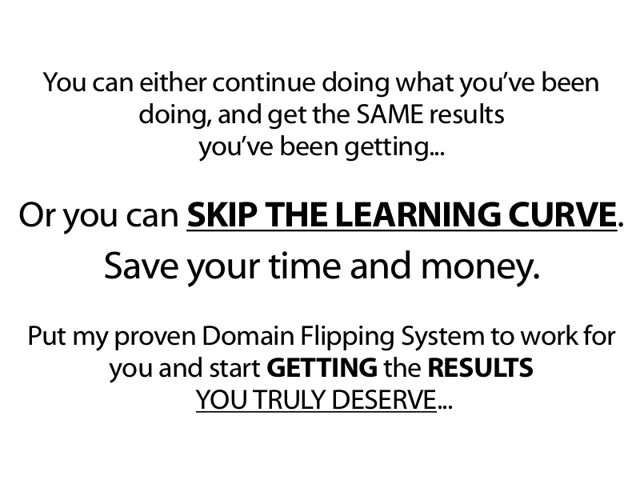 You can either continue doing what you’ve been
doing, and get the SAME results
you’ve been getting...
Or you can SKIP THE LEARNING CURVE.
Save your time and money.
Put my proven Domain Flipping System to work for
you and start GETTING the RESULTS
YOU TRULY DESERVE...